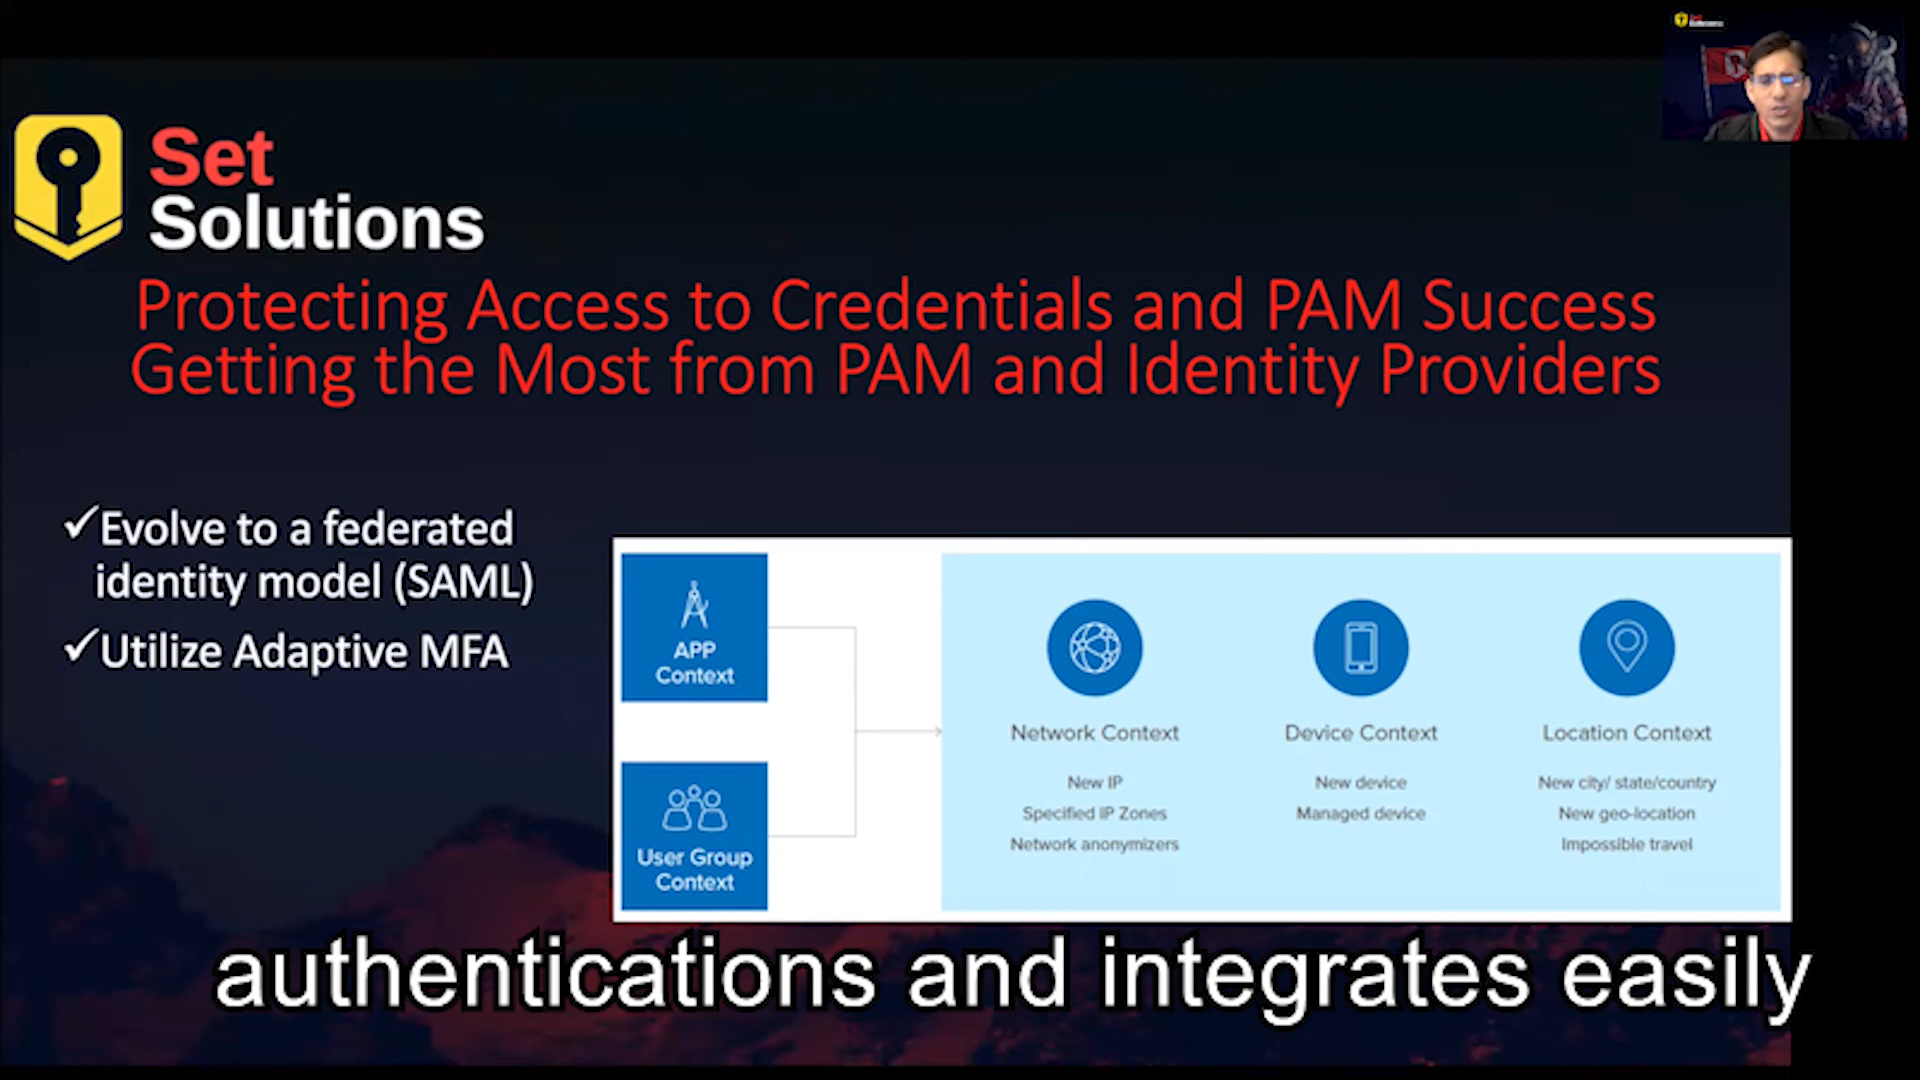 Set
Solutions
Protecting Access to Credentials and PAM Success
Getting the Most from PAM and Identity Providers
✓Evolve to a federated
identity model (SAML)
✓Utilize Adaptive MFA
APP
Context
User Group
Context
Network Context
New IP
Specified IP Zones
Network anonymizers
Device Context
New device
Managed device
Location Context
New city/ state/country
New geo-location
Impossible travel
authentications and integrates easily